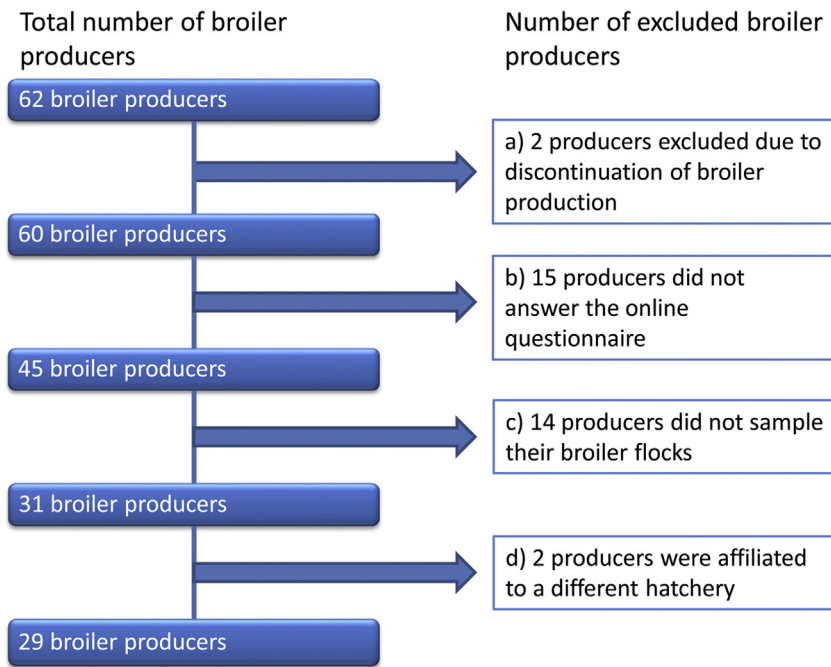 Total number of broiler
producers
Number of excluded broiler
producers
62 broiler producers
a) 2 producers excluded due to
discontinuation of broiler
production
60 broiler producers
b) 15 producers did not
answer the online
questionnaire
45 broiler producers
c) 14 producers did not sample
their broiler flocks
31 broiler producers
d) 2 producers were affiliated
to a different hatchery
29 broiler producers